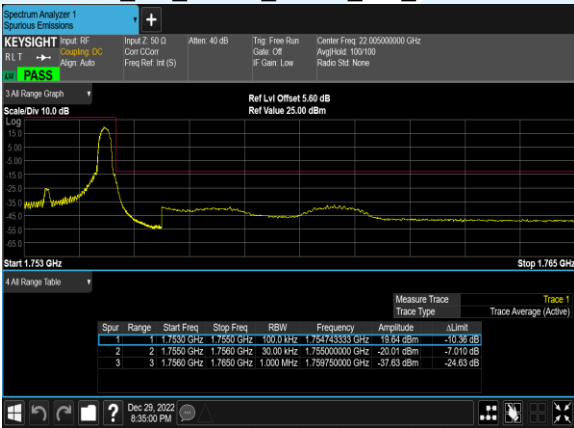 Spectrum Analyzer 1
Spurious Emissions
KEYSIGHT Input: RF Input Z: 50 Ω Atten: 40 dB Trig: Free Run Center Freq: 22.005000000 GHz
RLT Coupling: DC Corr CCorr Gate: Off Avg|Hold: 100/100
Align: Auto Freq Ref: Int (S) IF Gain: Low Radio Std: None
PASS
3 All Range Graph
Ref Lvl Offset 5.60 dB
Scale/Div 10.0 dB Ref Value 25.00 dBm
Log
15.0
5.00
-5.00
-15.0
-25.0
-35.0
-45.0
-55.0
-65.0
Start 1.753 GHz Stop 1.765 GHz
4 All Range Table
Measure Trace Trace 1
Trace Type Trace Average (Active)
Spur Range Start Freq Stop Freq RBW Frequency Amplitude ΔLimit
1 1 1.7530 GHz 1.7550 GHz 100.0 kHz 1.754743333 GHz 19.64 dBm -10.36 dB
2 2 1.7550 GHz 1.7560 GHz 30.00 kHz 1.755000000 GHz -20.01 dBm -7.010 dB
3 3 1.7560 GHz 1.7650 GHz 1.000 MHz 1.759750000 GHz -37.63 dBm -24.63 dB
? Dec 29, 2022
8:35:00 PM